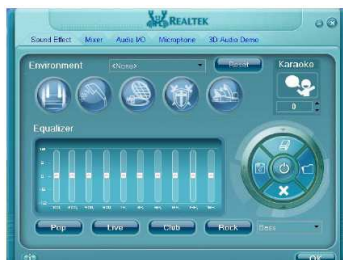 REALTEK
Sound Effect Mixer Audio I/O Microphone 3D Audio Demo
Environment <None> Reset Karaoke
0
Equalizer
Pop Live Club Rock Bass
OK